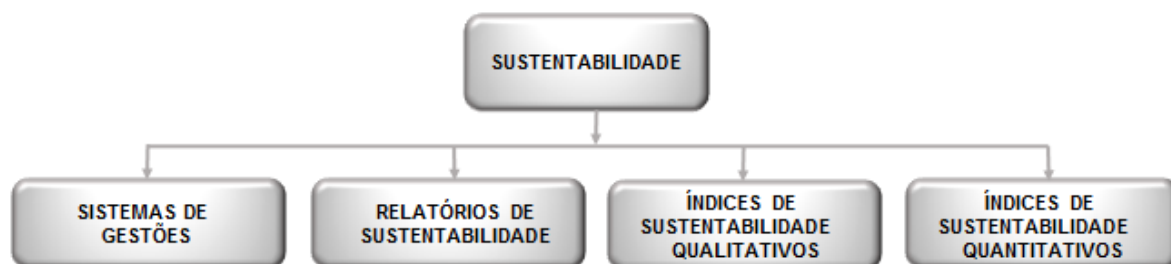 SUSTENTABILIDADE
SISTEMAS DE
GESTÕES
RELATÓRIOS DE
SUSTENTABILIDADE
ÍNDICES DE
SUSTENTABILIDADE
QUALITATIVOS
ÍNDICES DE
SUSTENTABILIDADE
QUANTITATIVOS